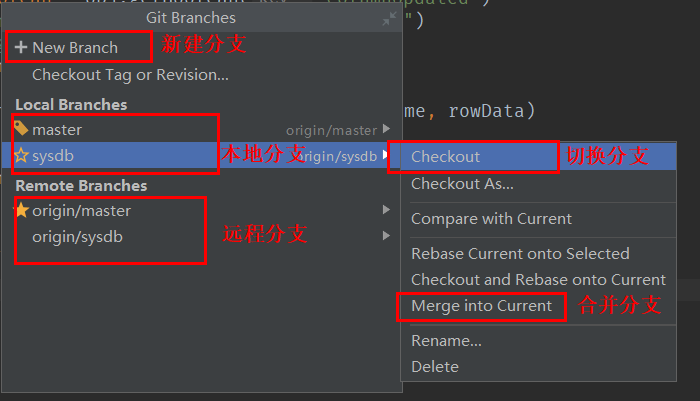 Git Branches
New Branch 新建分支
Checkout Tag or Revision...
Local Branches
me, rowData)
master origin/master
sysdb 本地分支 origin/sysdb
Remote Branches
origin/master
origin/sysdb 远程分支
Checkout 切换分支
Checkout As...
Compare with Current
Rebase Current onto Selected
Checkout and Rebase onto Current
Merge into Current 合并分支
Rename...
Delete